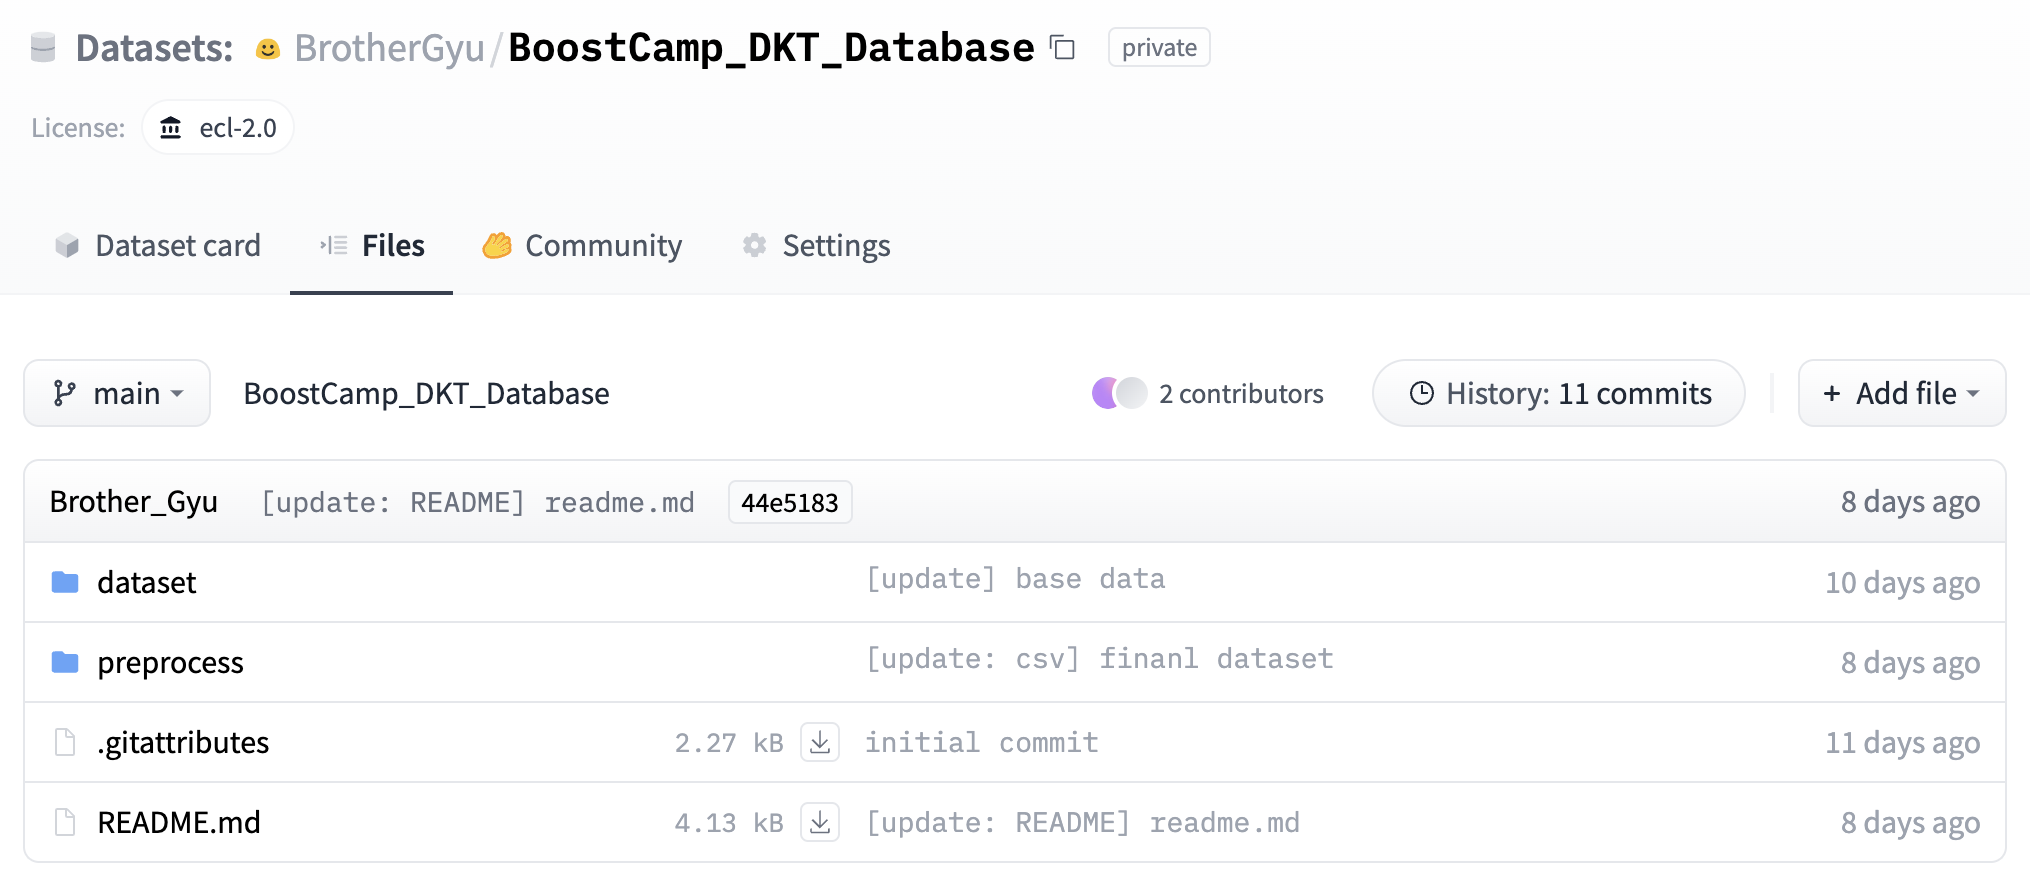 Datasets: BrotherGyu/BoostCamp_DKT_Database private
License: ecl-2.0
Dataset card Files Community Settings
main BoostCamp_DKT_Database 2 contributors History: 11 commits + Add file
Brother_Gyu [update: README] readme.md 44e5183 8 days ago
dataset [update] base data 10 days ago
preprocess [update: csv] finanl dataset 8 days ago
.gitattributes 2.27 kB initial commit 11 days ago
README.md 4.13 kB [update: README] readme.md 8 days ago